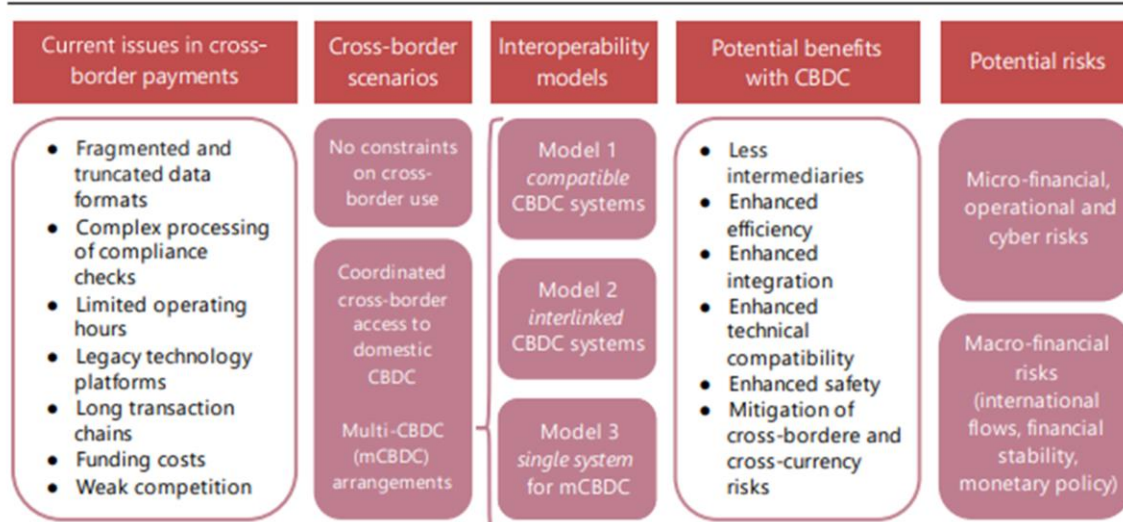 Current issues in cross-
border payments
● Fragmented and
truncated data
formats
● Complex processing
of compliance
checks
● Limited operating
hours
● Legacy technology
platforms
● Long transaction
chains
● Funding costs
● Weak competition
Cross-border
scenarios
No constraints
on cross-
border use
Coordinated
cross-border
access to
domestic
CBDC
Multi-CBDC
(mCBDC)
arrangements
Interoperability
models
Model 1
compatible
CBDC systems
Model 2
interlinked
CBDC systems
Model 3
single system
for mCBDC
Potential benefits
with CBDC
● Less
intermediaries
● Enhanced
efficiency
● Enhanced
integration
● Enhanced
technical
compatibility
● Enhanced safety
● Mitigation of
cross-bordere and
cross-currency
risks
Potential risks
Micro-financial,
operational and
cyber risks
Macro-financial
risks
(international
flows, financial
stability,
monetary policy)